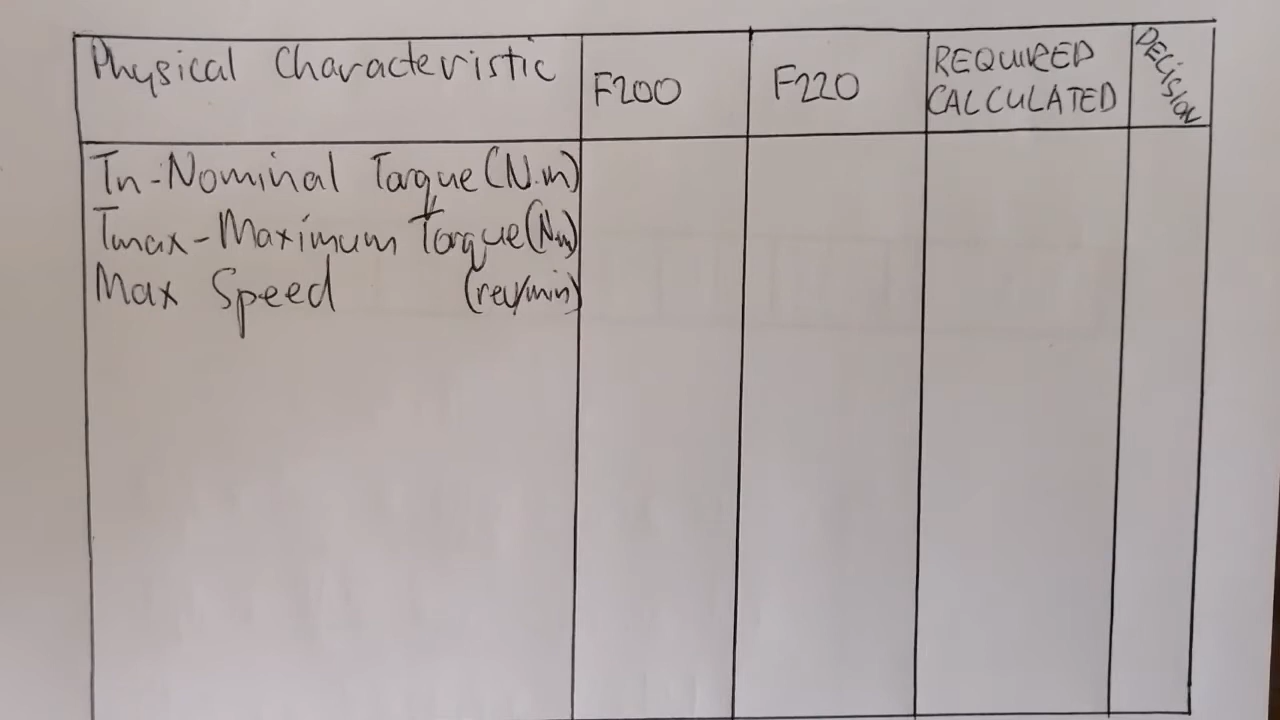 Physical Characteristic F200 F220 REQUIRED CALCULATED DECISION
Tn-Nominal Torque (N.m)
Tmax-Maximum Torque (N.m)
Max Speed (rev/min)